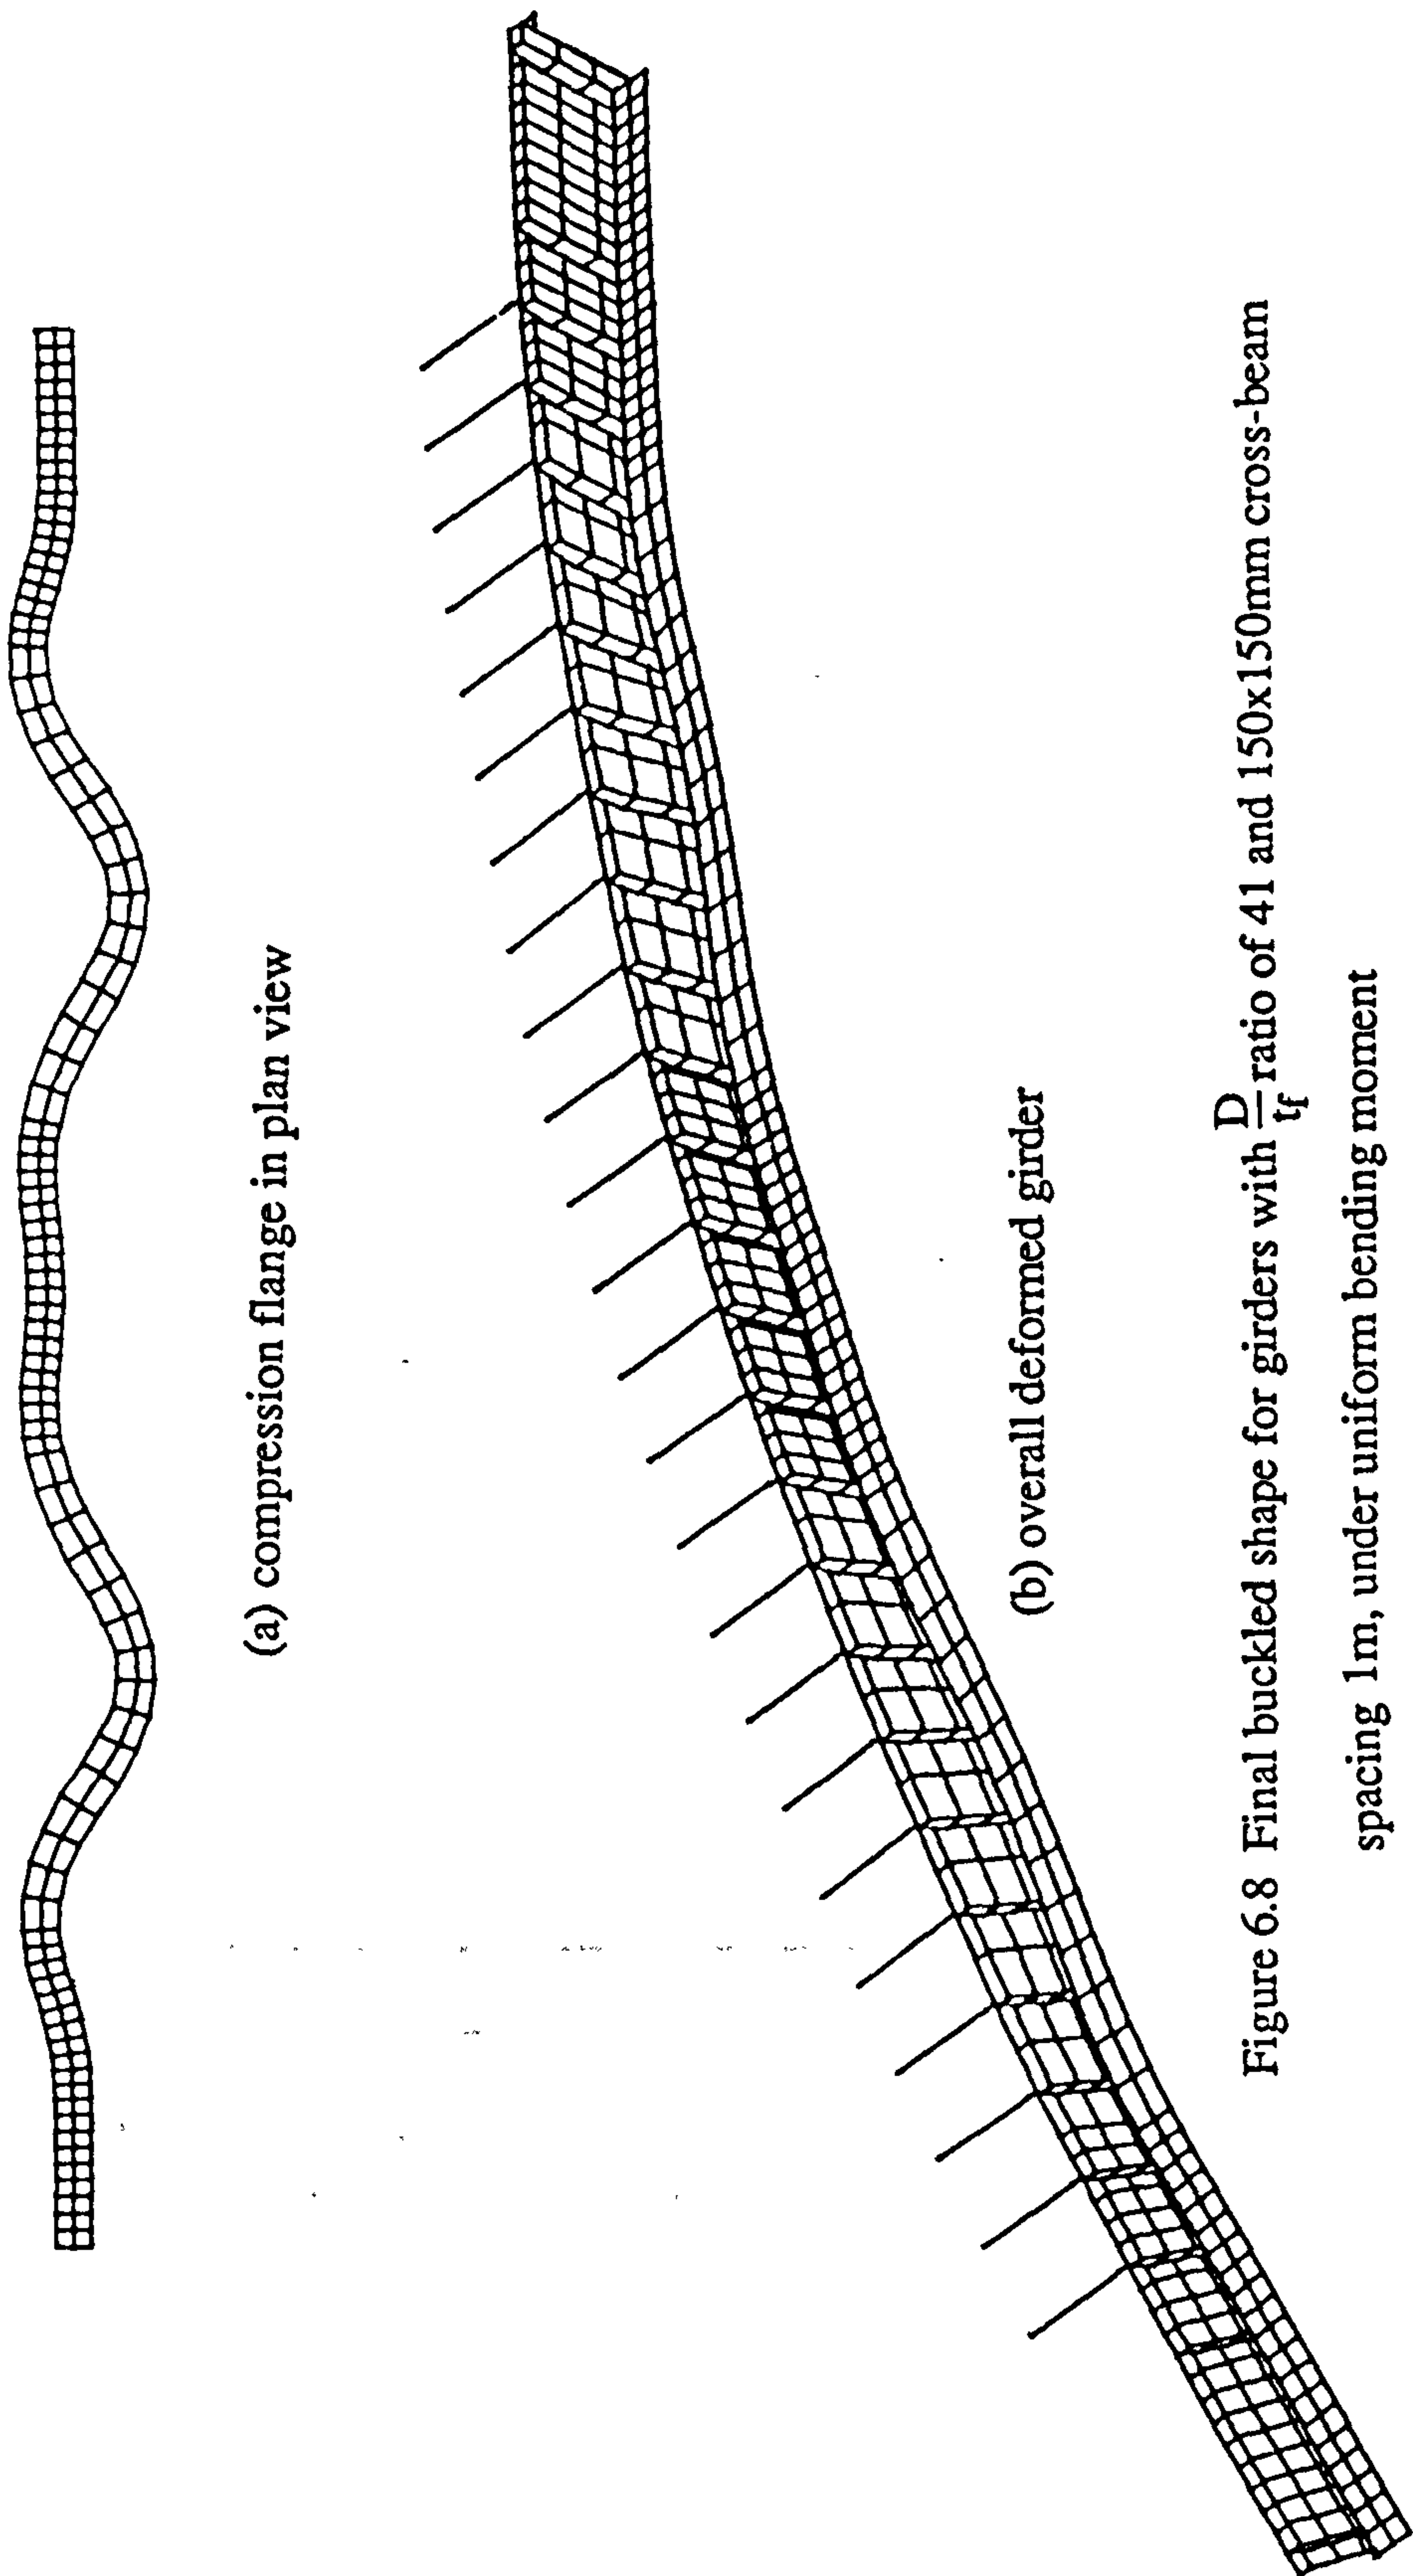 (a) compression flange in plan view
(b) overall deformed girder
Figure 6.8 Final buckled shape for girders with D/tf ratio of 41 and 150x150mm cross-beam
spacing 1m, under uniform bending moment